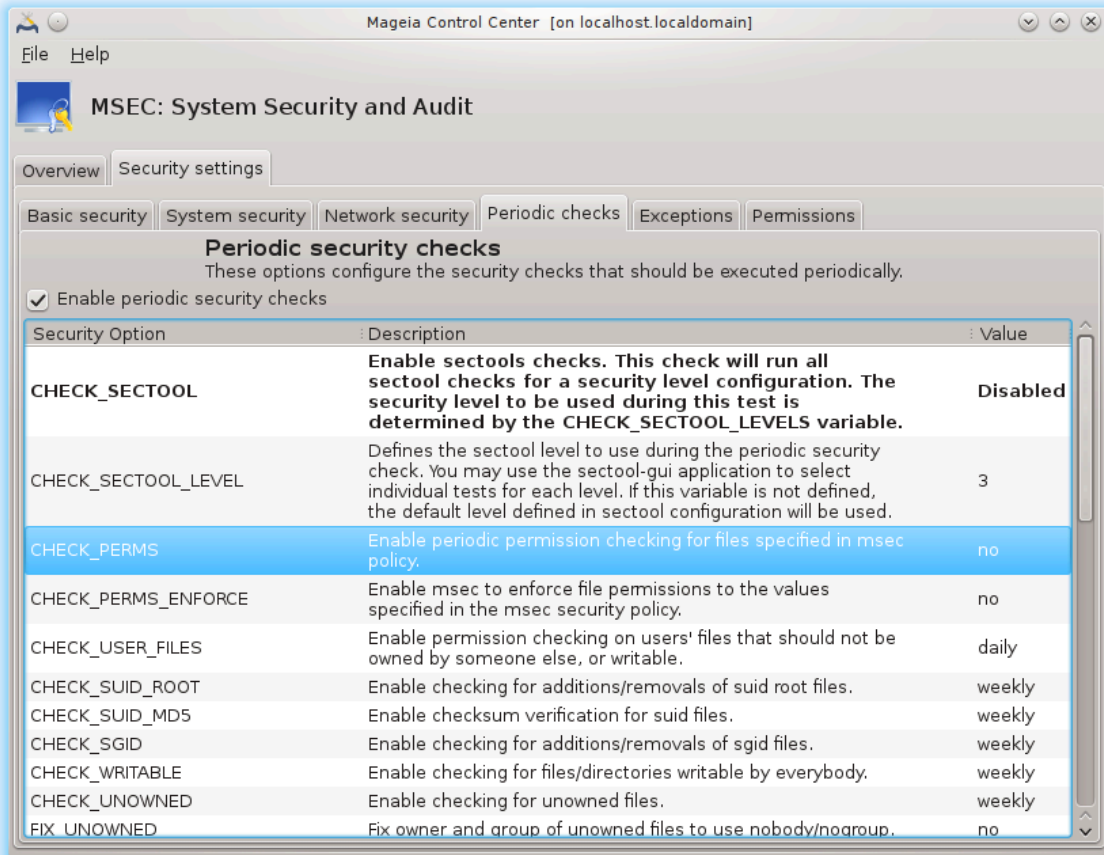 Mageia Control Center [on localhost.localdomain]
File Help
MSEC: System Security and Audit
Overview Security settings
Basic security System security Network security Periodic checks Exceptions Permissions
Periodic security checks
These options configure the security checks that should be executed periodically.
Enable periodic security checks
Security Option Description Value
Enable sectools checks. This check will run all
sectool checks for a security level configuration. The
CHECK_SECTOOL Disabled
security level to be used during this test is
determined by the CHECK_SECTOOL_LEVELS variable.
Defines the sectool level to use during the periodic security
check. You may use the sectool-gui application to select
CHECK_SECTOOL_LEVEL 3
individual tests for each level. If this variable is not defined,
the default level defined in sectool configuration will be used.
Enable periodic permission checking for files specified in msec
CHECK_PERMS no
policy.
Enable msec to enforce file permissions to the values
CHECK_PERMS_ENFORCE no
specified in the msec security policy.
Enable permission checking on users' files that should not be
CHECK_USER_FILES daily
owned by someone else, or writable.
CHECK_SUID_ROOT Enable checking for additions/removals of suid root files. weekly
CHECK_SUID_MD5 Enable checksum verification for suid files. weekly
CHECK_SGID Enable checking for additions/removals of sgid files. weekly
CHECK_WRITABLE Enable checking for files/directories writable by everybody. weekly
CHECK_UNOWNED Enable checking for unowned files. weekly
FIX_UNOWNED Fix owner and group of unowned files to use nobody/nogroup. no